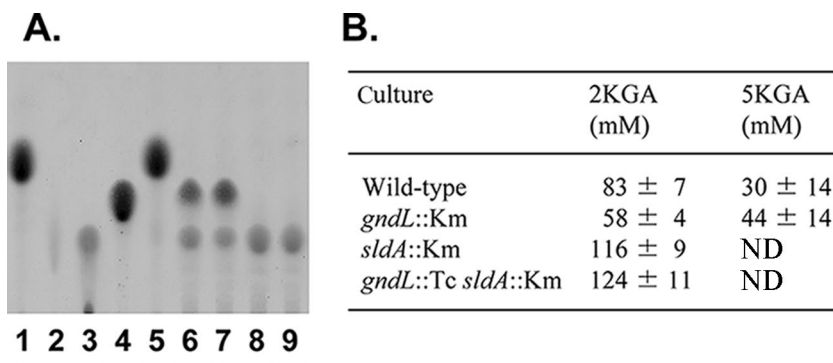 A.
1 2 3 4 5 6 7 8 9
B.
Culture 2KGA 5KGA
(mM) (mM)
Wild-type 83 ± 7 30 ± 14
gndL::Km 58 ± 4 44 ± 14
sldA::Km 116 ± 9 ND
gndL::Tc sldA::Km 124 ± 11 ND